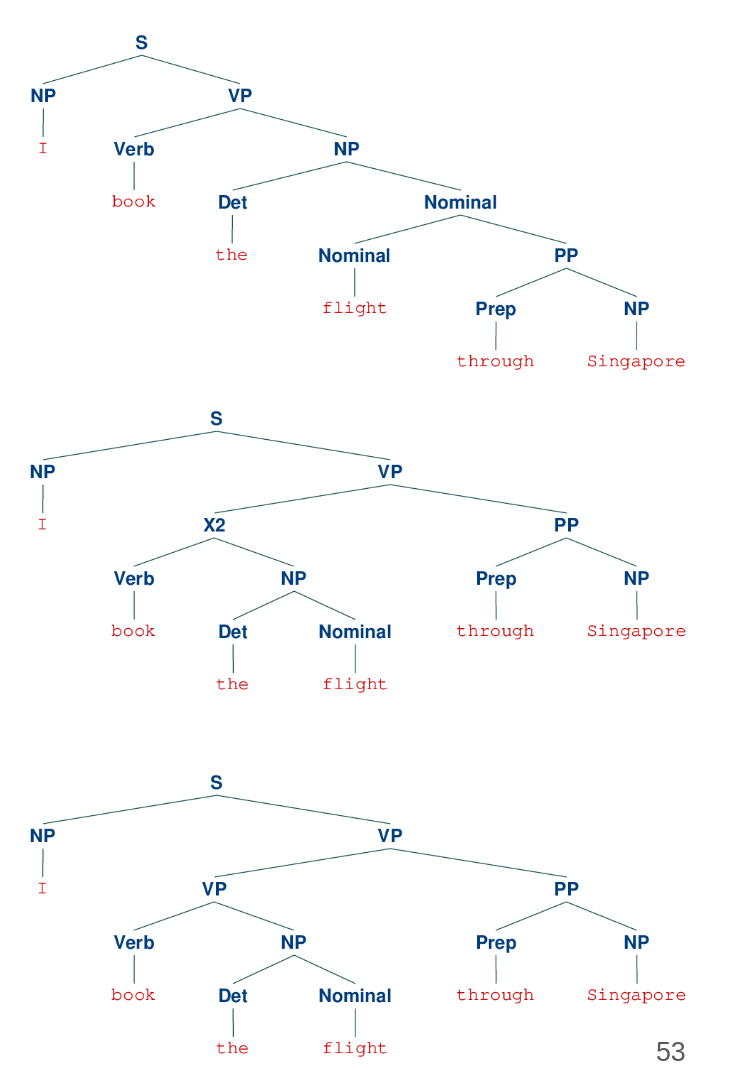 S
NP VP
I Verb NP
book Det Nominal
the Nominal PP
flight Prep NP
through Singapore
S
NP VP
I X2 PP
Verb NP Prep NP
book Det Nominal through Singapore
the flight
S
NP VP
I VP PP
Verb NP Prep NP
book Det Nominal through Singapore
the flight
53